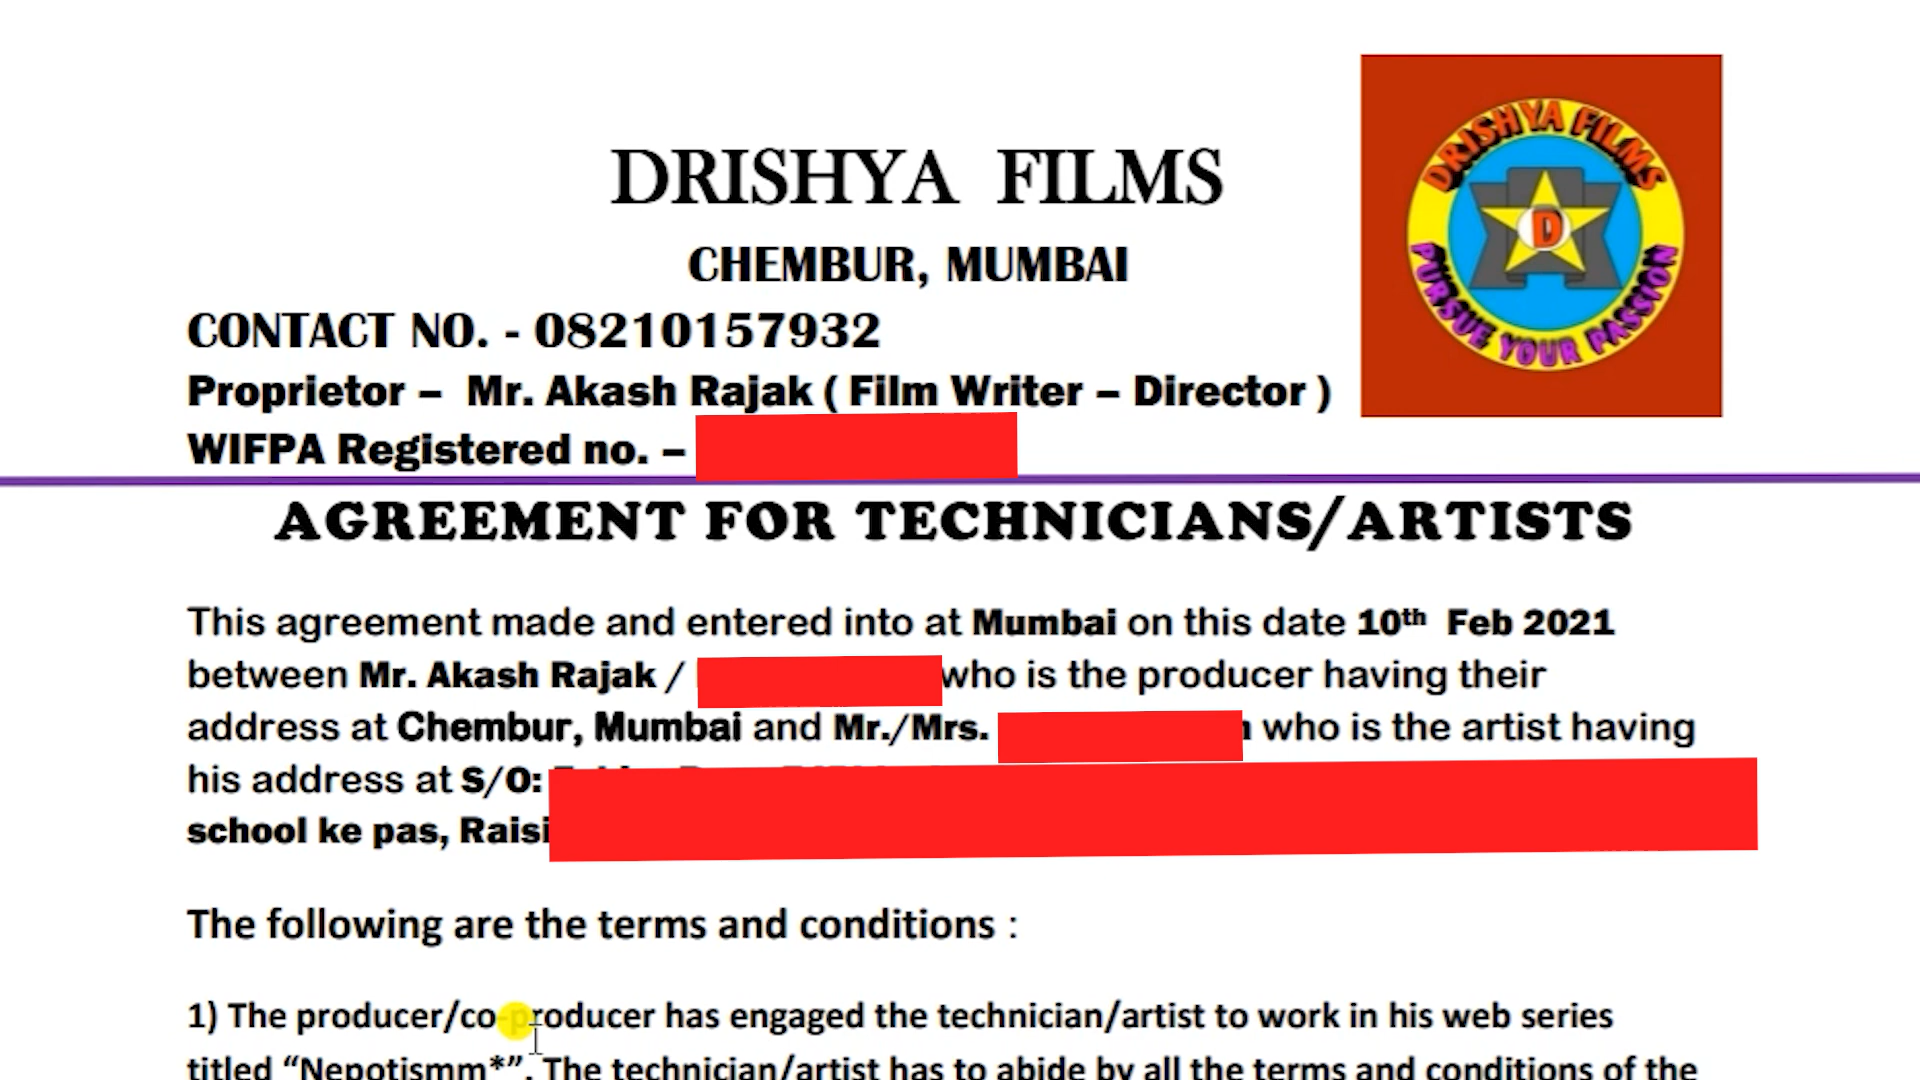 DRISHYA FILMS
CHEMBUR, MUMBAI
DRISHYA FILMS
D
PURSUE YOUR PASSION
CONTACT NO. - 08210157932
Proprietor – Mr. Akash Rajak ( Film Writer – Director )
WIFPA Registered no. –
AGREEMENT FOR TECHNICIANS/ARTISTS
This agreement made and entered into at Mumbai on this date 10th Feb 2021
between Mr. Akash Rajak / who is the producer having their
address at Chembur, Mumbai and Mr./Mrs. who is the artist having
his address at S/O:
school ke pas, Raisi
The following are the terms and conditions :
1) The producer/co-producer has engaged the technician/artist to work in his web series
titled “Nepotismm*”. The technician/artist has to abide by all the terms and conditions of the